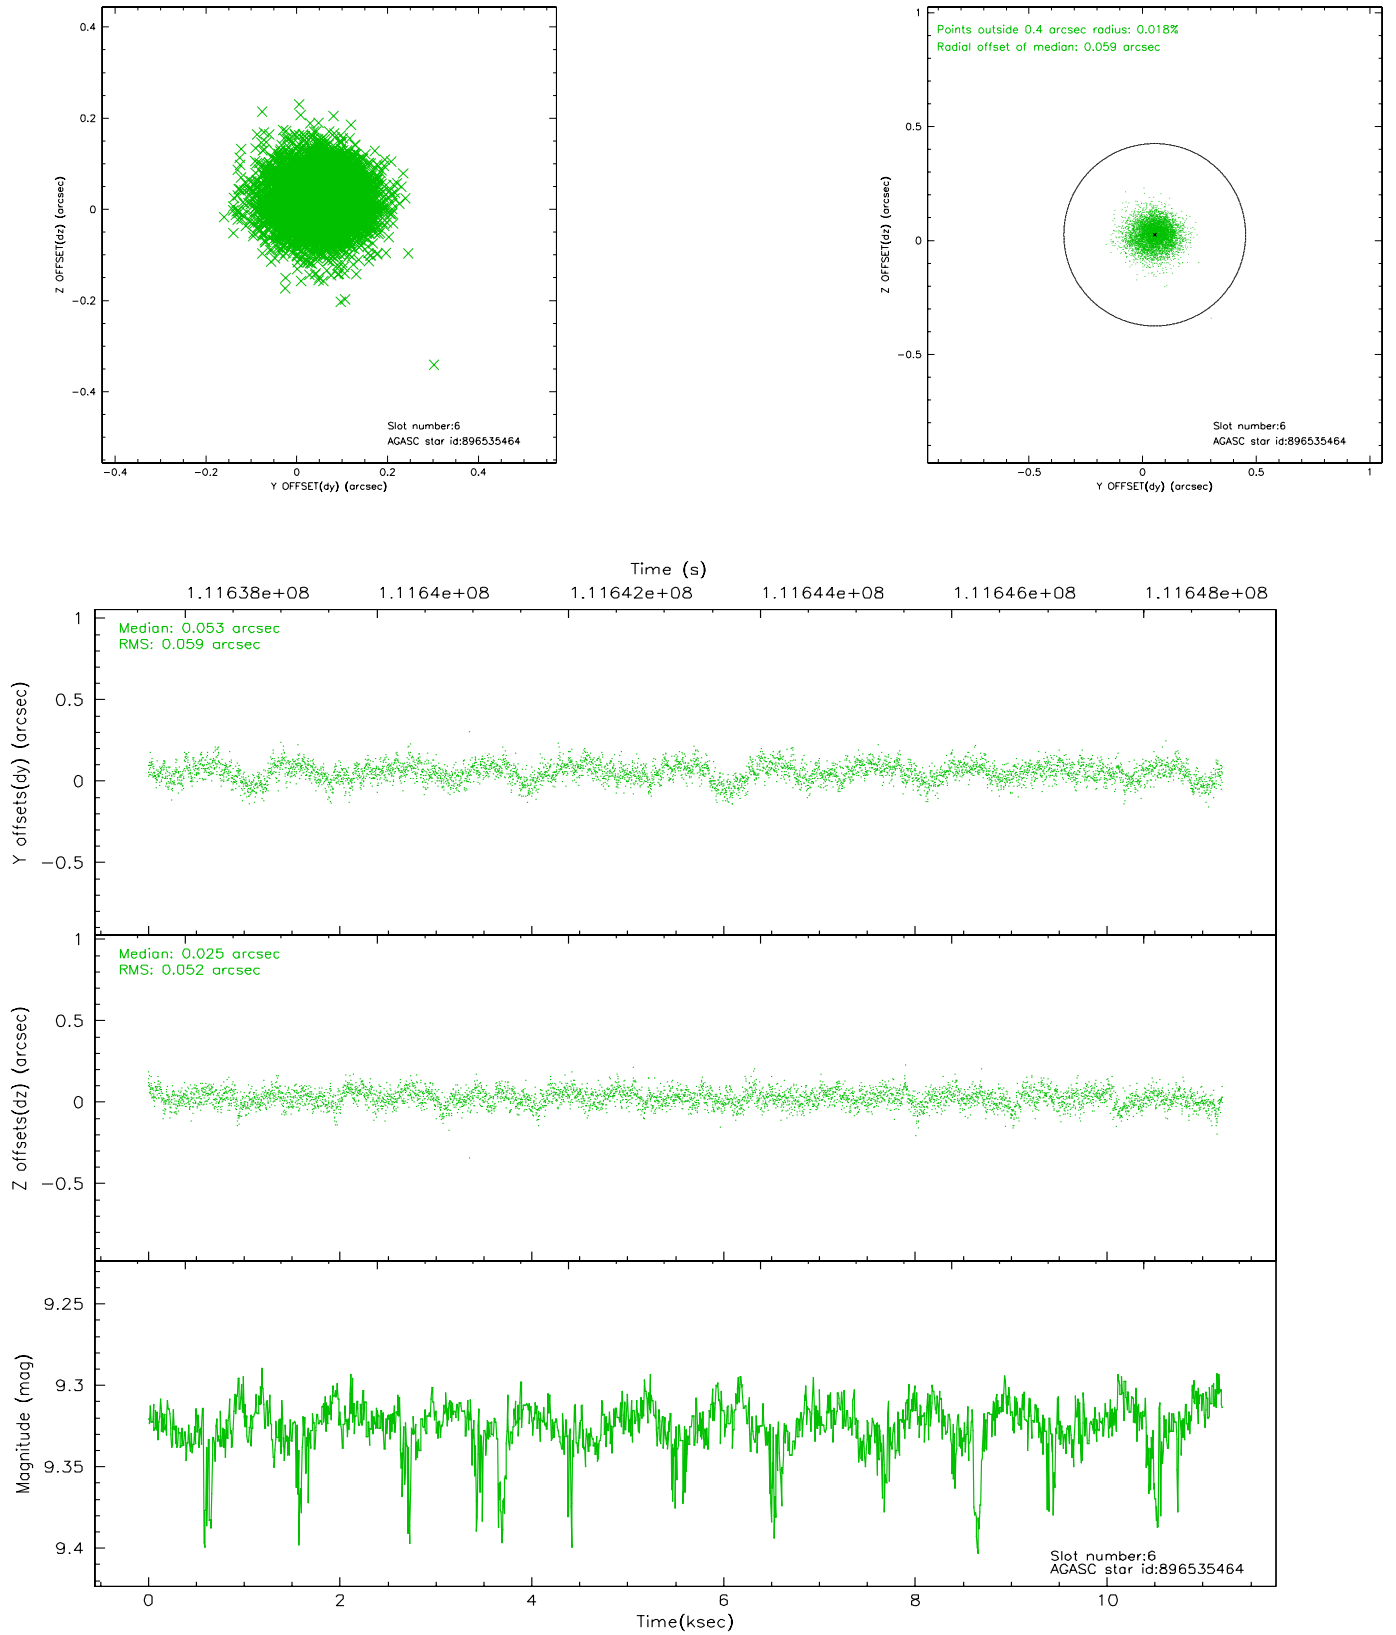 0.4
0.2
0
−0.2
−0.4
Z OFFSET(dz) (arcsec)
Slot number:6
AGASC star id:896535464
−0.4 −0.2 0 0.2 0.4
Y OFFSET(dy) (arcsec)
Points outside 0.4 arcsec radius: 0.018%
Radial offset of median: 0.059 arcsec
1
0.5
0
−0.5
Z OFFSET(dz) (arcsec)
Slot number:6
AGASC star id:896535464
−0.5 0 0.5 1
Y OFFSET(dy) (arcsec)
Time (s)
1.11638e+08 1.1164e+08 1.11642e+08 1.11644e+08 1.11646e+08 1.11648e+08
Median: 0.053 arcsec
RMS: 0.059 arcsec
1
0.5
0
−0.5
Y offsets(dy) (arcsec)
Median: 0.025 arcsec
RMS: 0.052 arcsec
1
0.5
0
−0.5
Z offsets(dz) (arcsec)
9.25
9.3
9.35
9.4
Magnitude (mag)
Slot number:6
AGASC star id:896535464
0 2 4 6 8 10
Time(ksec)